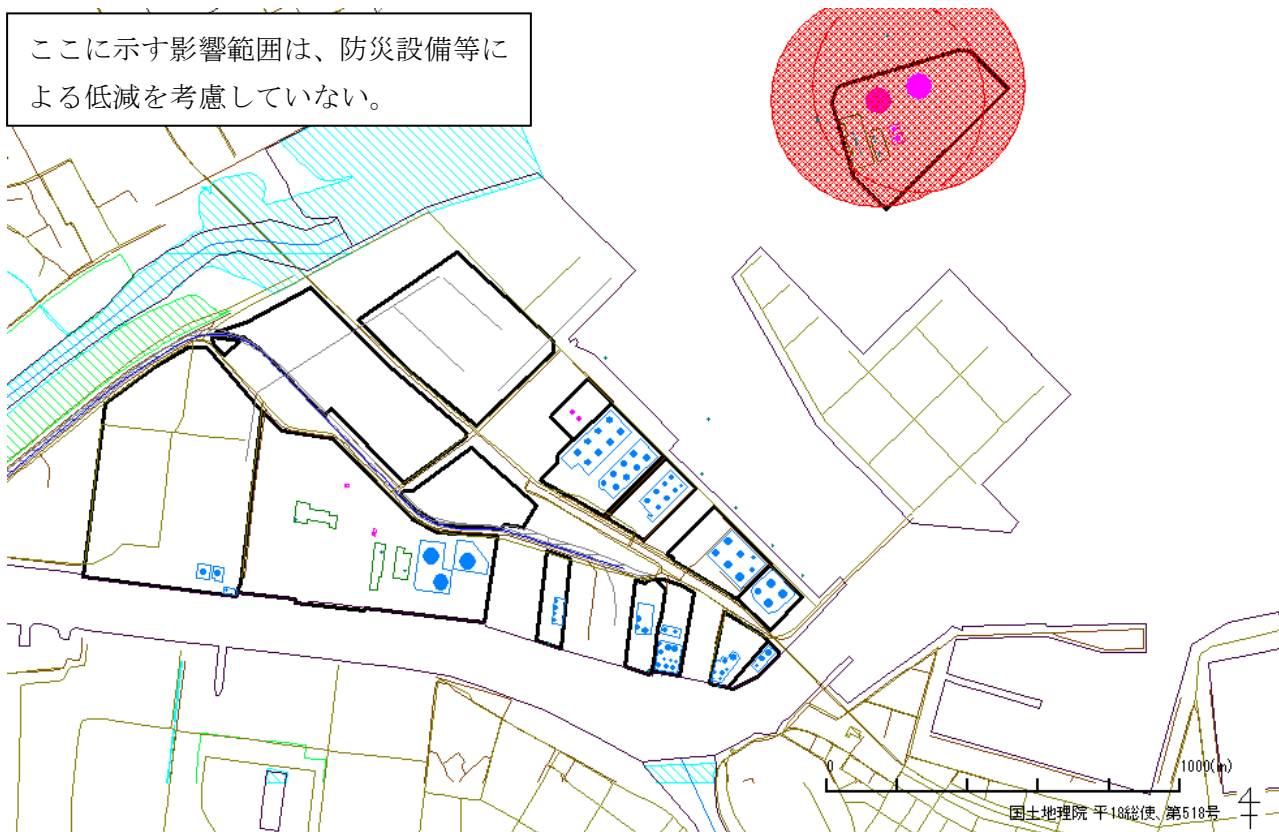 ここに示す影響範囲は、防災設備等に
よる低減を考慮していない。
0 1000(m)
国土地理院 平18総使、第518号